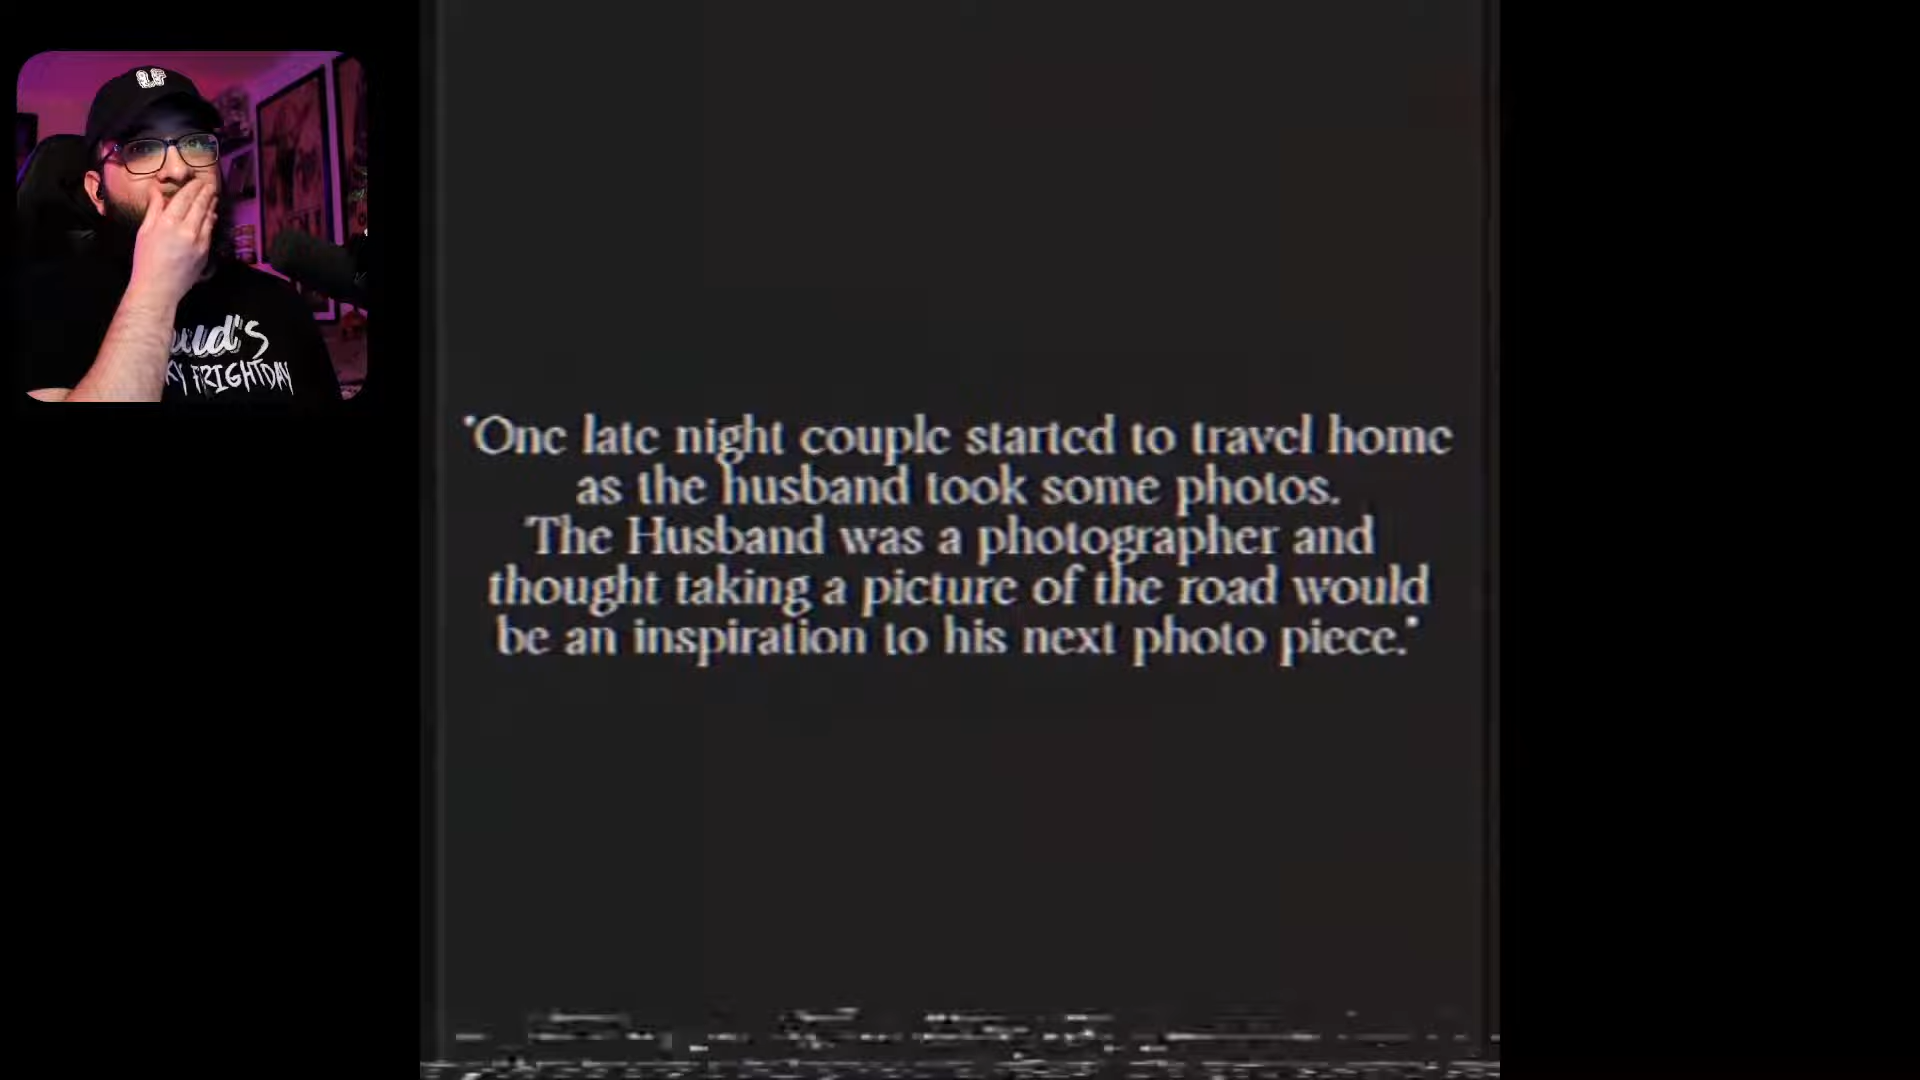 "One late night couple started to travel home
as the husband took some photos.
The Husband was a photographer and
thought taking a picture of the road would
be an inspiration to his next photo piece."
FRIGHTDAY